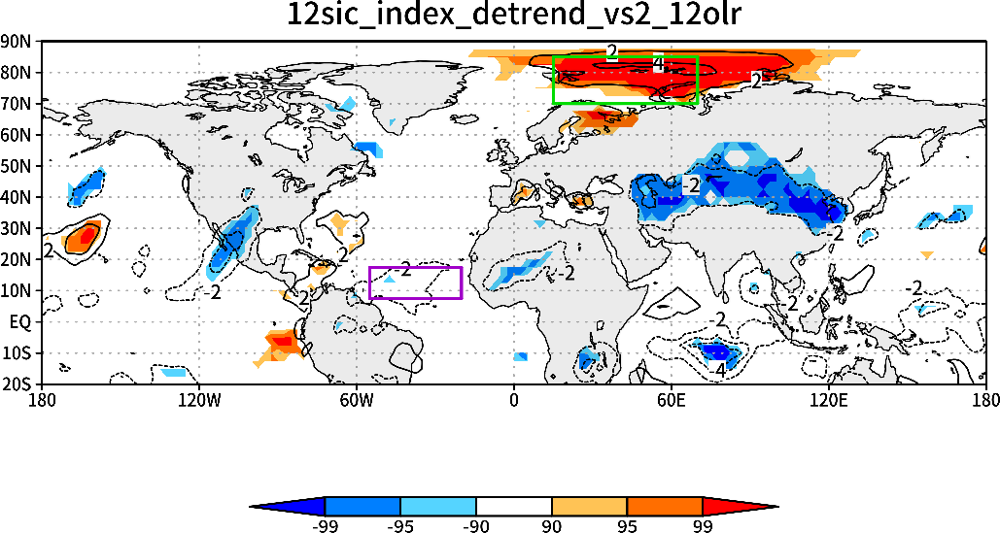 12sic_index_detrend_vs2_12olr
90N
2
4
80N
2
70N
60N
50N
-2
40N
30N
-2
2
2
20N
-2
-2
-2
10N
2
-2
-2
EQ
-2
10S
-4
20S
180 120W 60W 0 60E 120E 180
-99 -95 -90 90 95 99